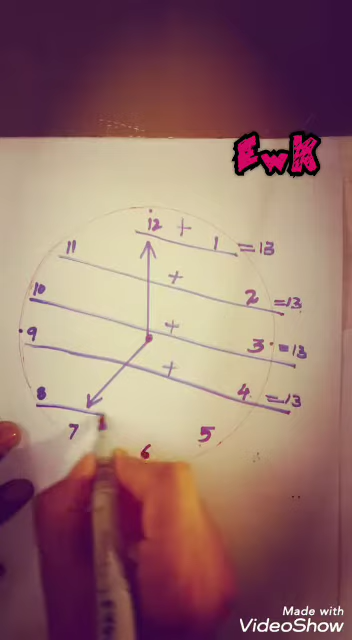 EwK
12 + 1 = 13
11 + 2 = 13
10 + 3 = 13
9 + 4 = 13
8
7
6
5
Made with
VideoShow